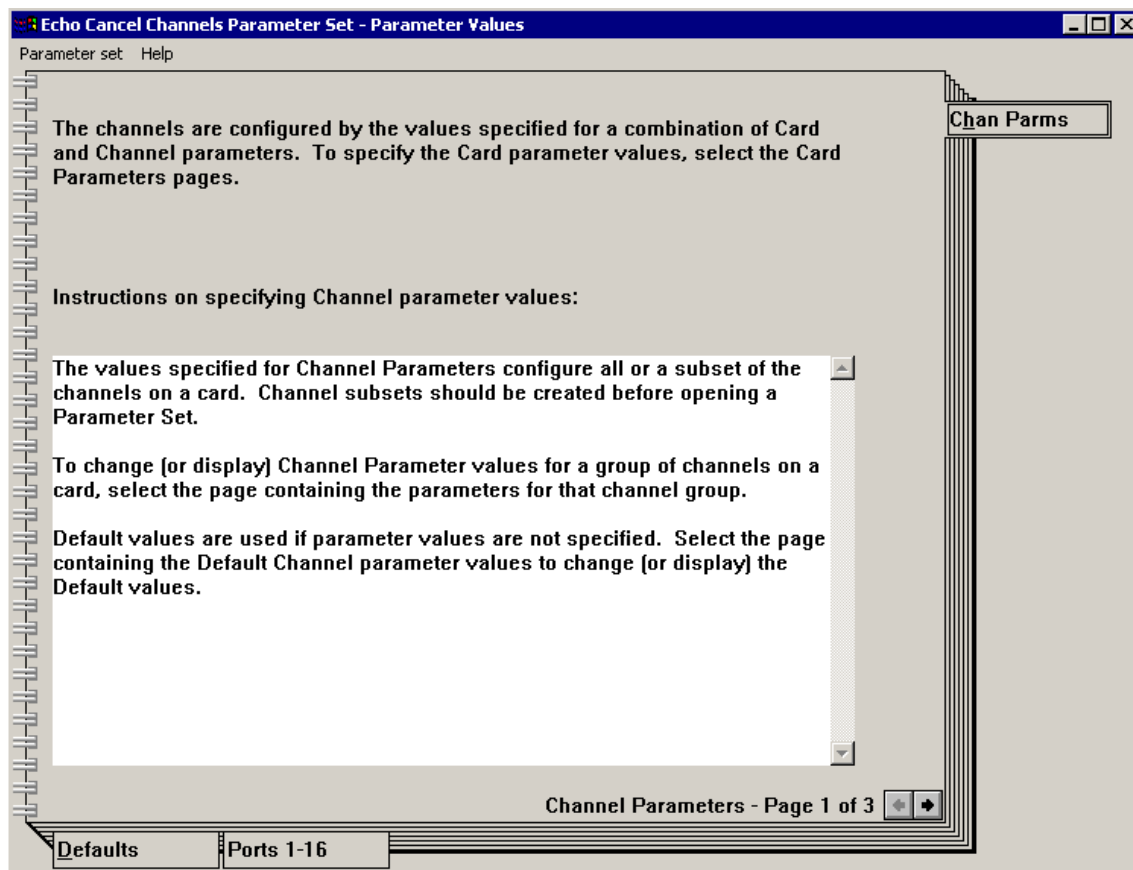 Echo Cancel Channels Parameter Set - Parameter Values
Parameter set Help
Chan Parms
The channels are configured by the values specified for a combination of Card
and Channel parameters. To specify the Card parameter values, select the Card
Parameters pages.
Instructions on specifying Channel parameter values:
The values specified for Channel Parameters configure all or a subset of the
channels on a card. Channel subsets should be created before opening a
Parameter Set.
To change (or display) Channel Parameter values for a group of channels on a
card, select the page containing the parameters for that channel group.
Default values are used if parameter values are not specified. Select the page
containing the Default Channel parameter values to change (or display) the
Default values.
Channel Parameters - Page 1 of 3
Defaults
Ports 1-16